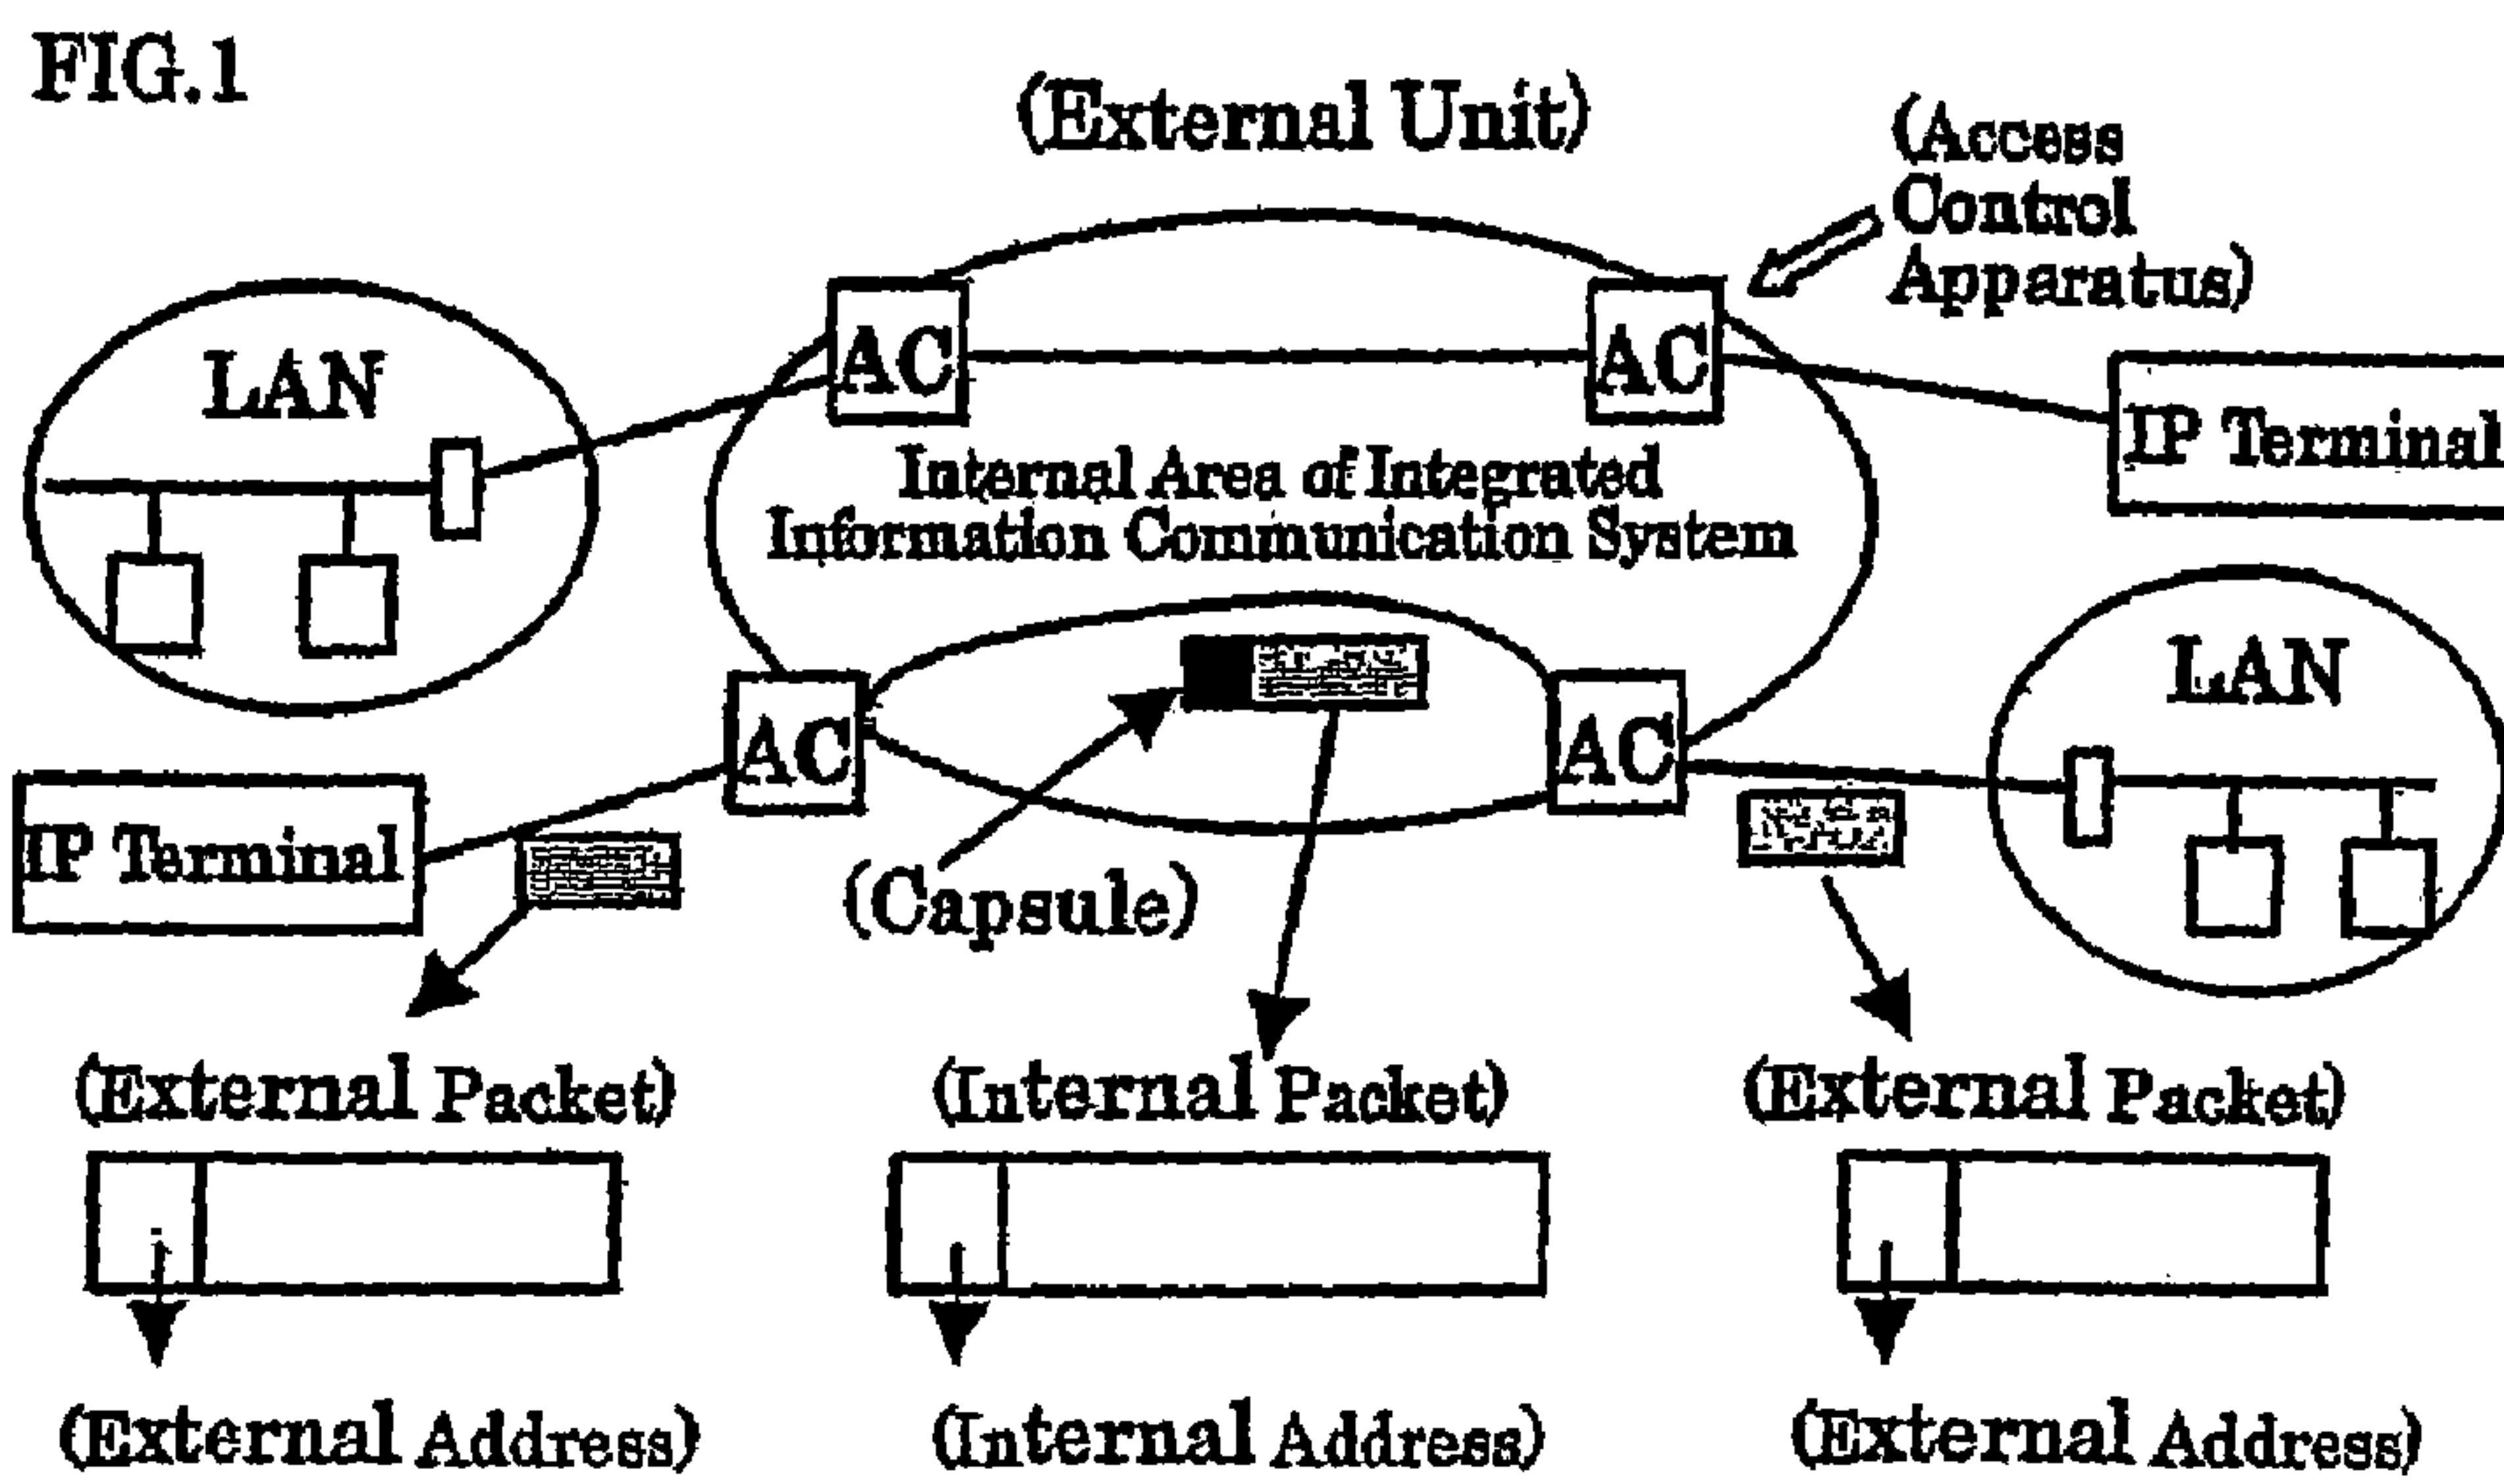 FIG.1
(External Unit)
(Access
Control
Apparatus)
LAN
AC
AC
IP Terminal
Internal Area of Integrated
Information Communication System
LAN
AC
AC
IP Terminal
(Capsule)
(External Packet)
(Internal Packet)
(External Packet)
(External Address)
(Internal Address)
(External Address)